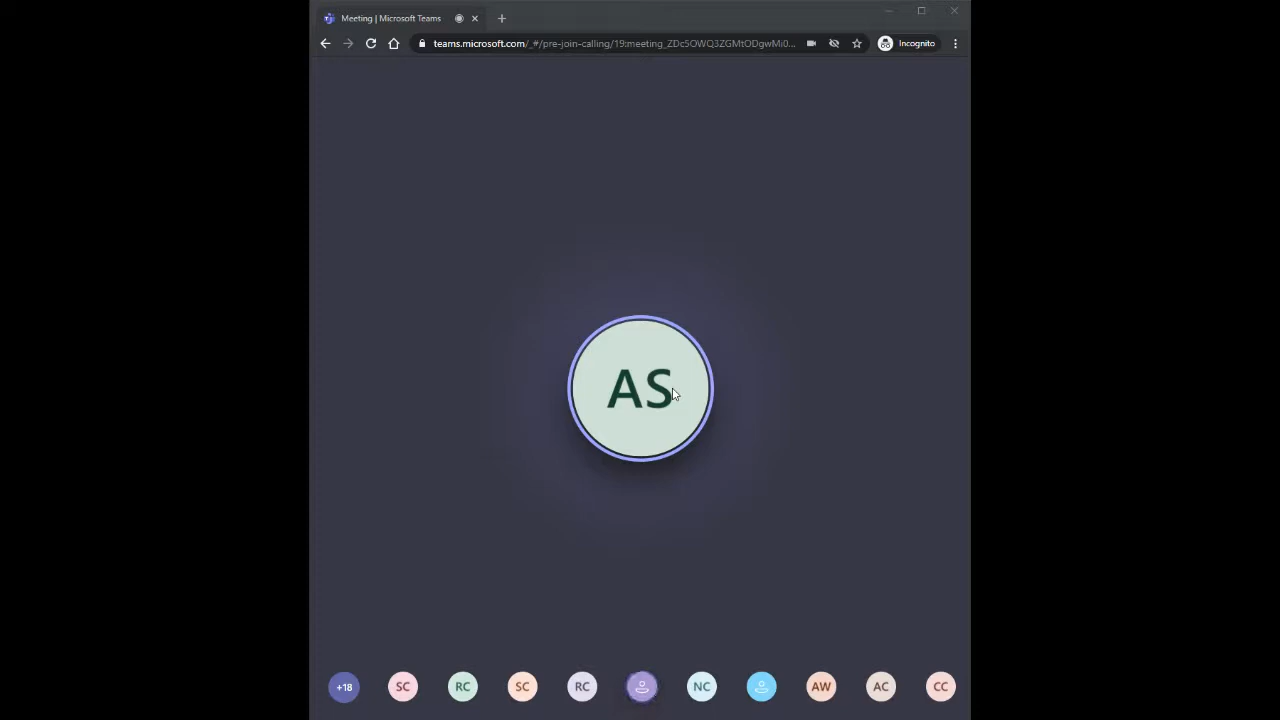 Meeting | Microsoft Teams
teams.microsoft.com/_#/pre-join-calling/19:meeting_ZDc5OWQ3ZGMtODgwMi0...
Incognito
AS
+18 SC RC SC RC NC AW AC CC